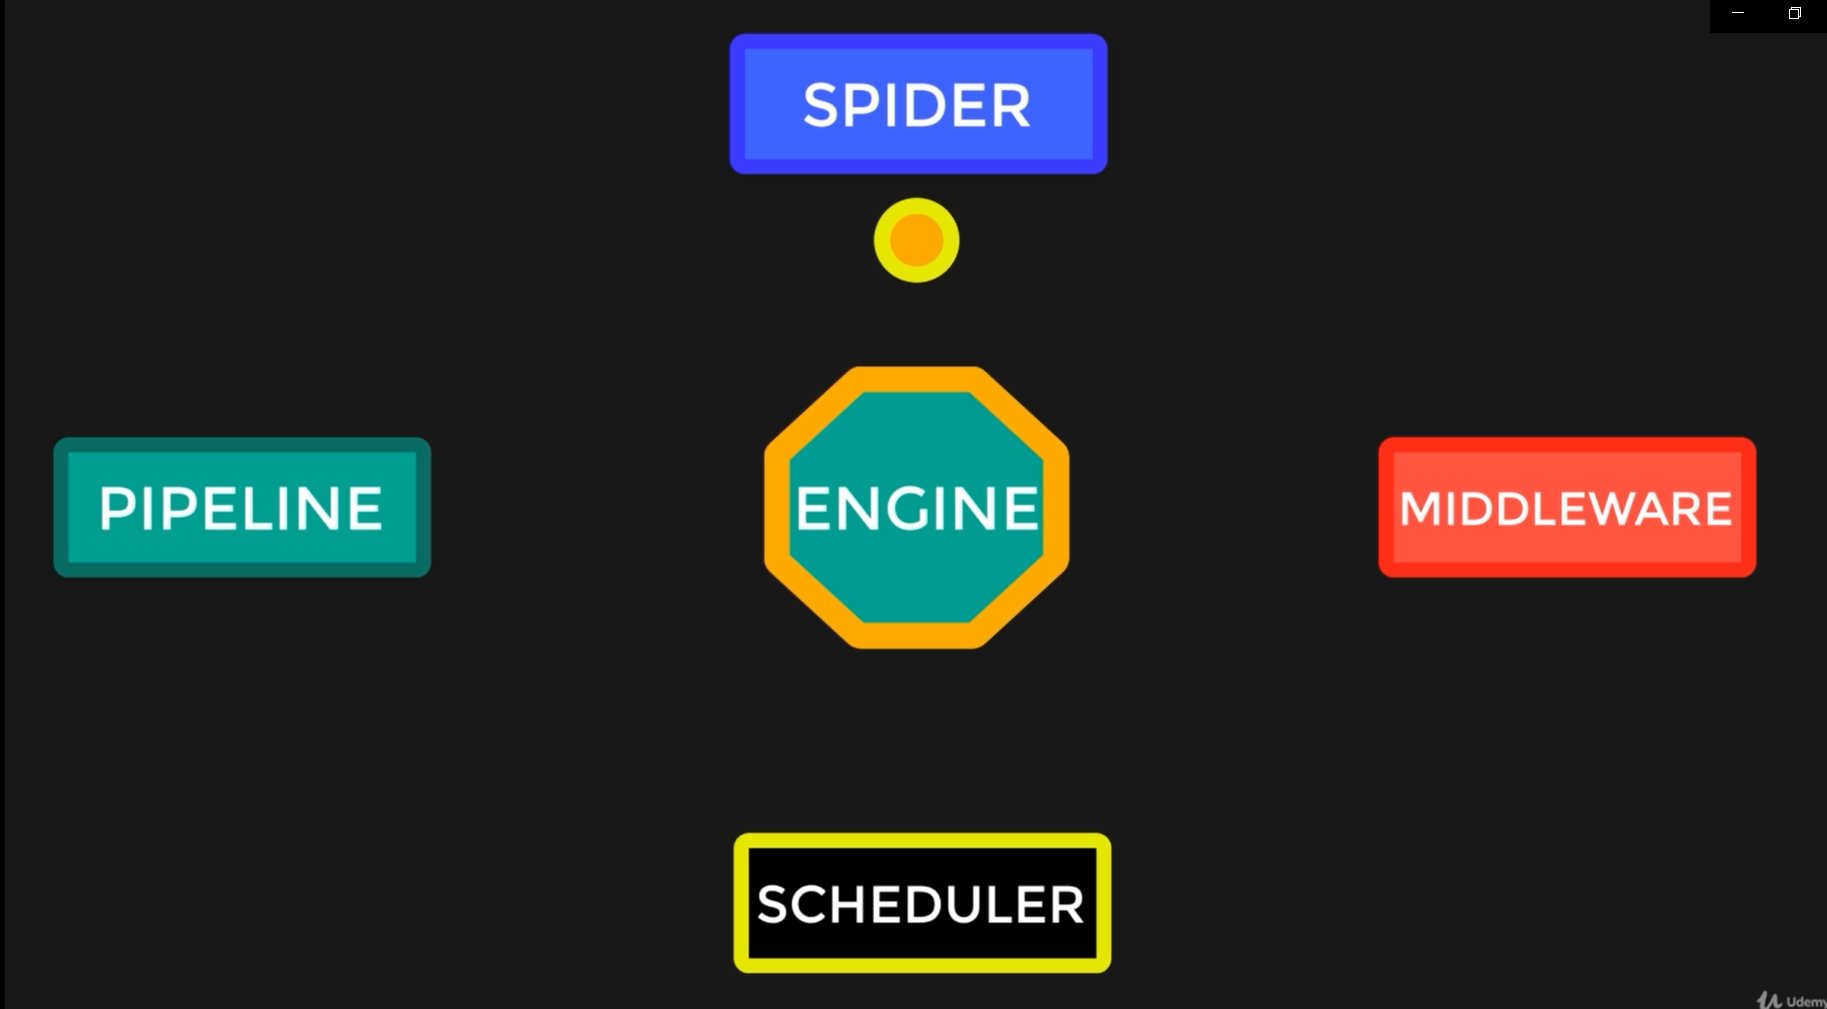 SPIDER
PIPELINE
ENGINE
MIDDLEWARE
SCHEDULER
Udemy